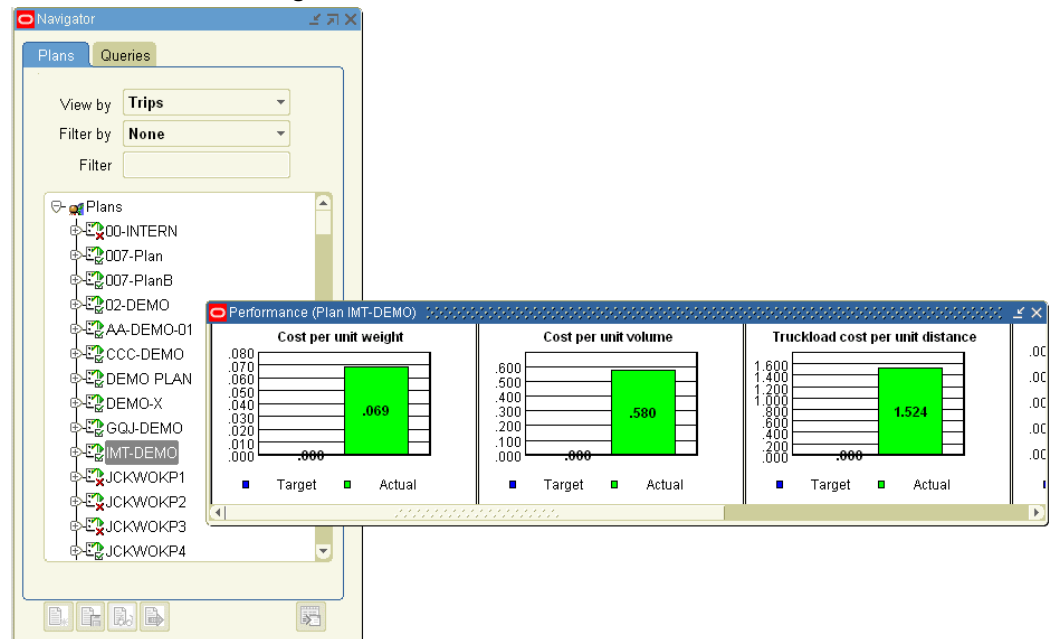 Navigator
Plans Queries
View by Trips
Filter by None
Filter
Plans
00-INTERN
007-Plan
007-PlanB
02-DEMO
AA-DEMO-01
CCC-DEMO
DEMO PLAN
DEMO-X
GQJ-DEMO
IMT-DEMO
JCKWOKP1
JCKWOKP2
JCKWOKP3
JCKWOKP4
Performance (Plan IMT-DEMO)
Cost per unit weight
.080
.070
.060
.050
.040
.030
.020
.010
.000
.000
.069
Target Actual
Cost per unit volume
.600
.500
.400
.300
.200
.100
.000
.000
.580
Target Actual
Truckload cost per unit distance
1.600
1.400
1.200
1.000
.800
.600
.400
.200
.000
.000
1.524
Target Actual